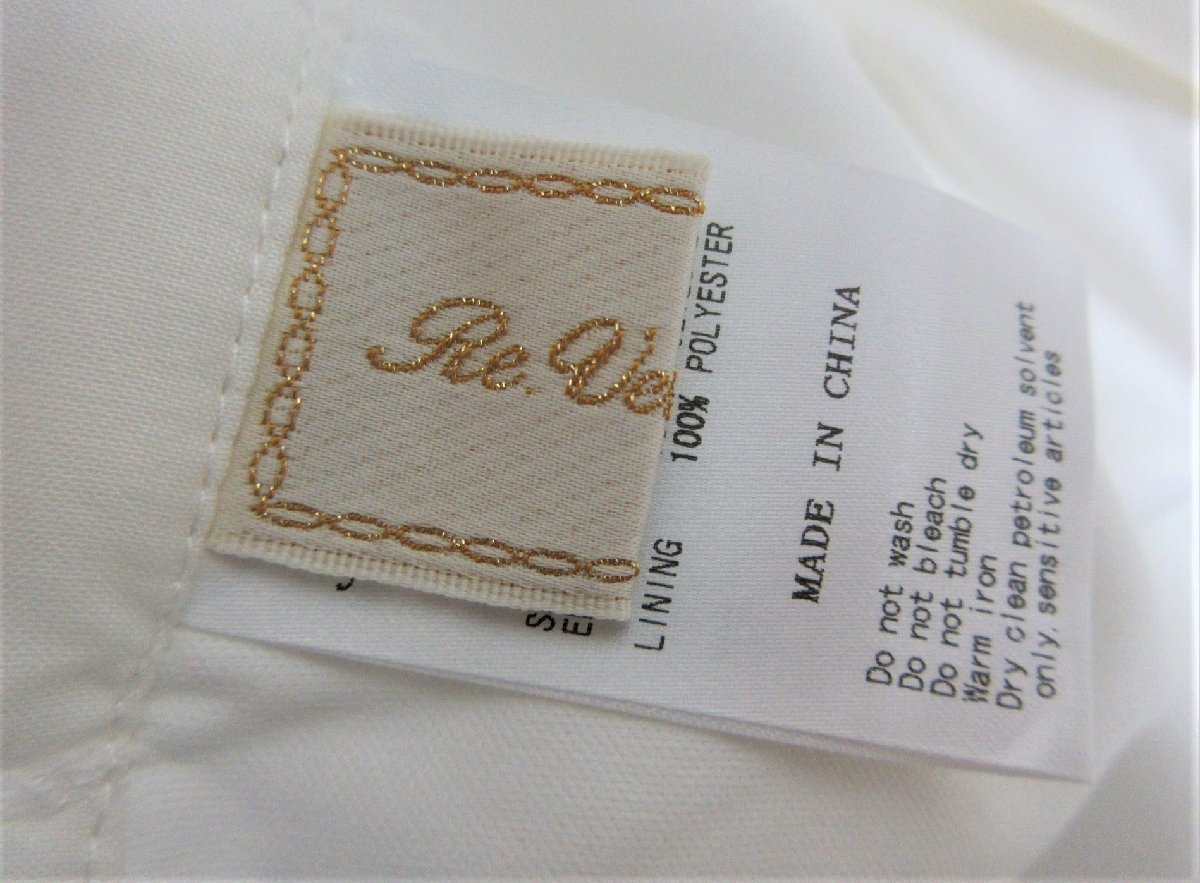 Re-Ve
LINING 100% POLYESTER
MADE IN CHINA
Do not wash
Do not bleach
Do not tumble dry
Warm iron
Dry clean petroleum solvent
only, sensitive articles